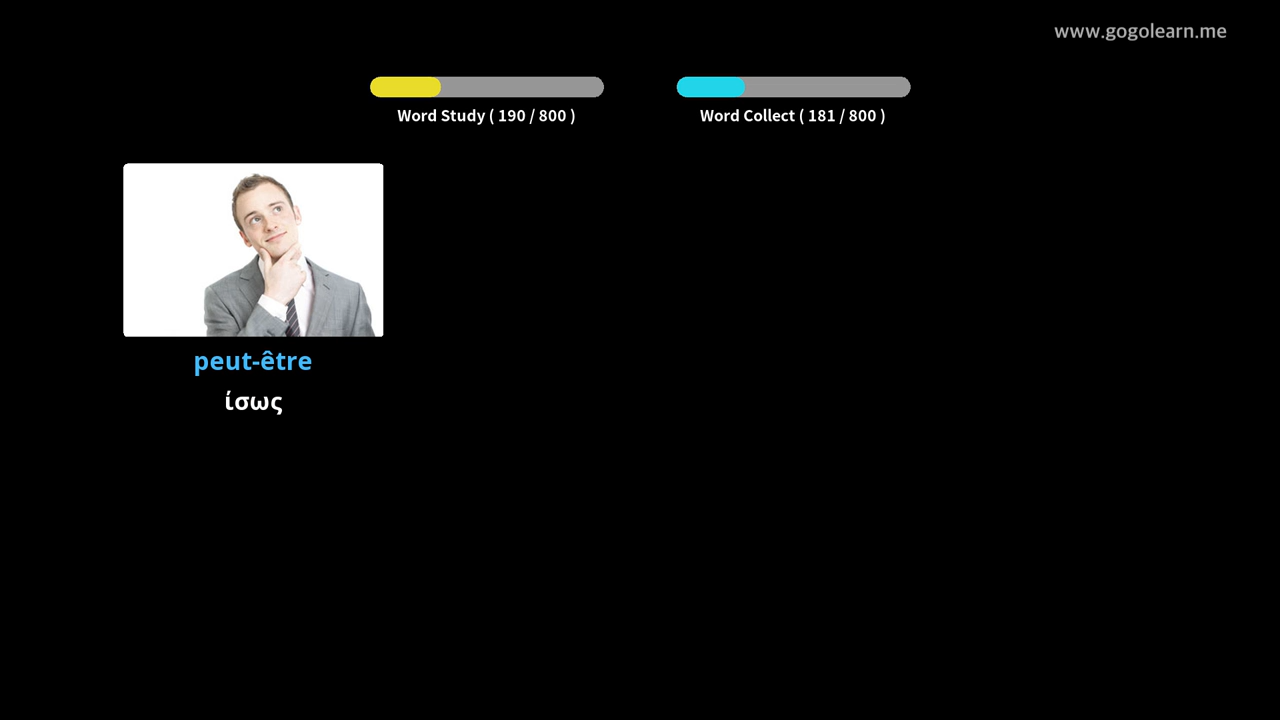 www.gogolearn.me
Word Study ( 190 / 800 )
Word Collect ( 181 / 800 )
peut-être
ίσως